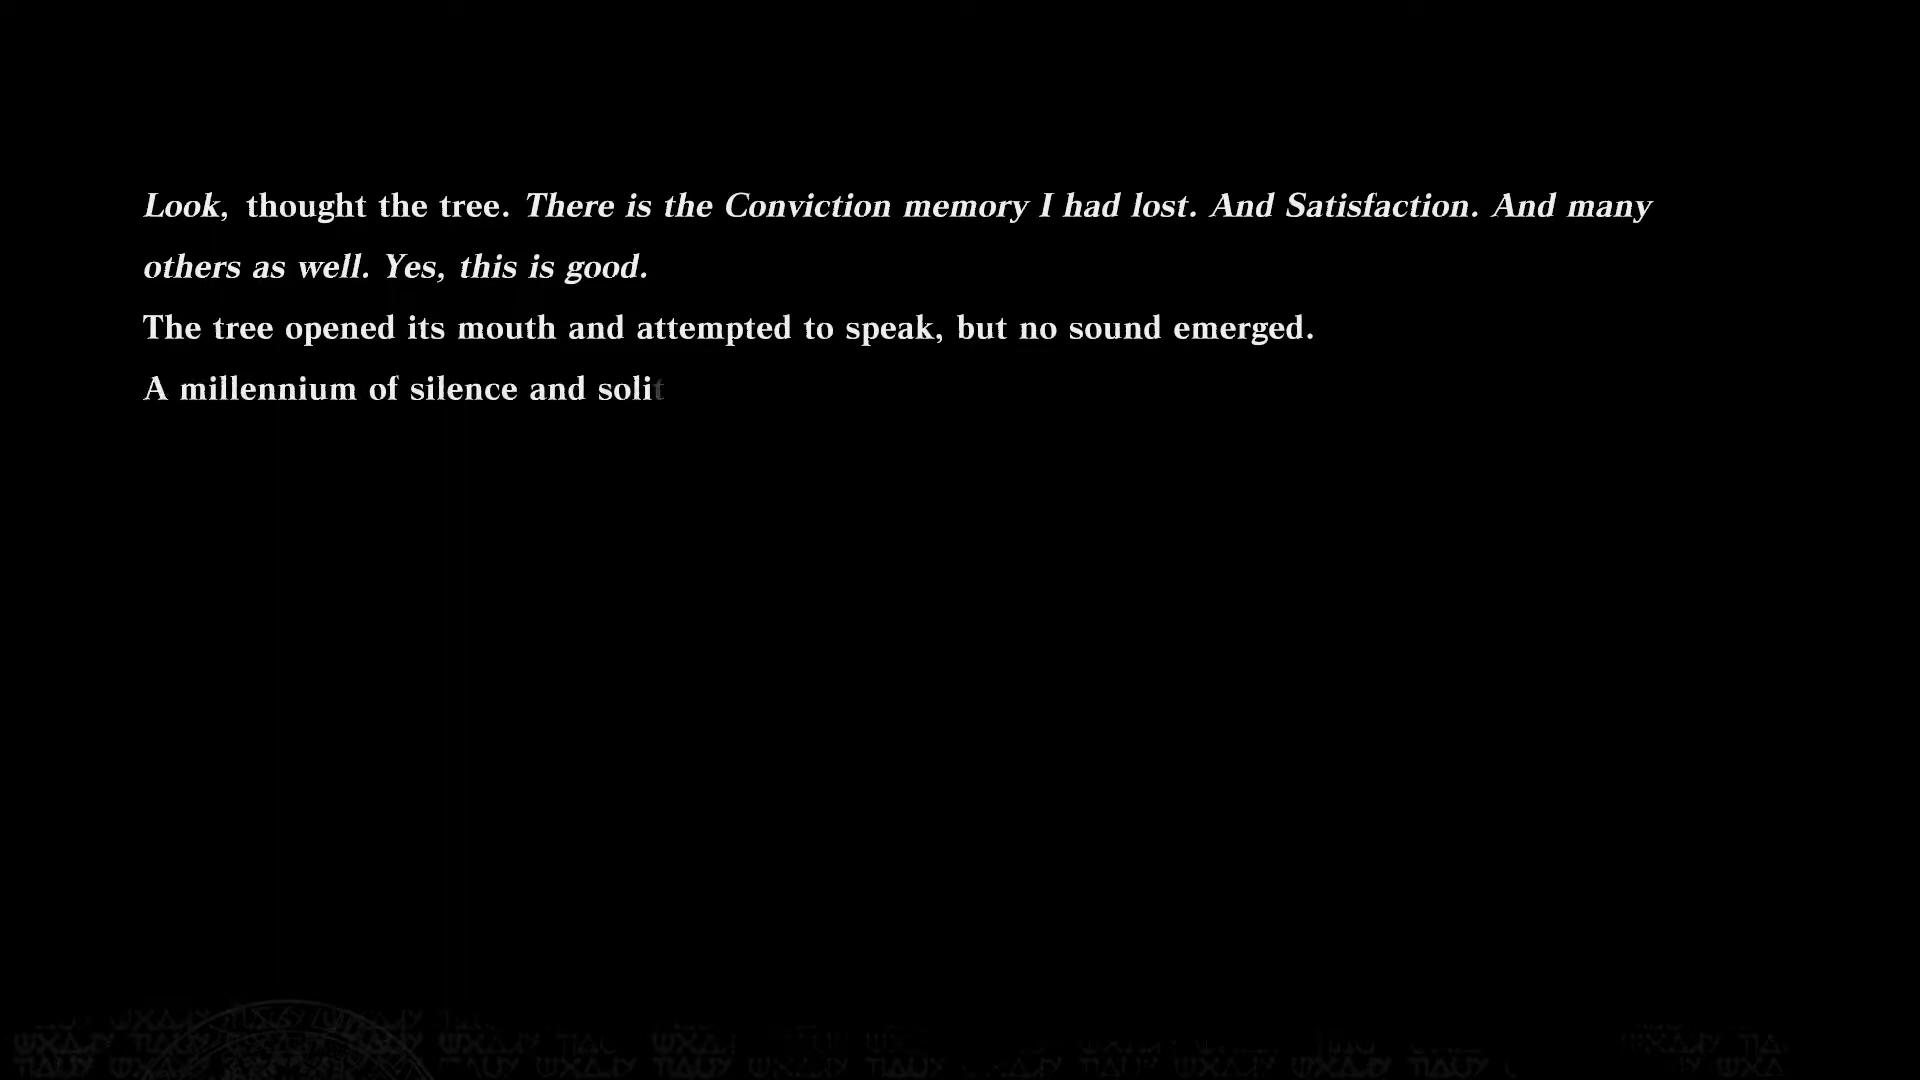 Look, thought the tree. There is the Conviction memory I had lost. And Satisfaction. And many
others as well. Yes, this is good.
The tree opened its mouth and attempted to speak, but no sound emerged.
A millennium of silence and solit